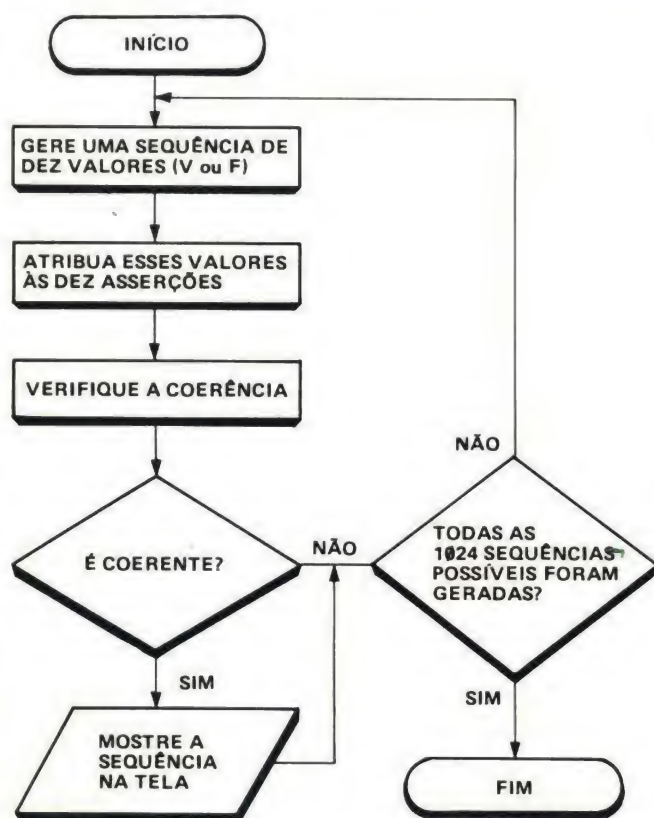 INÍCIO
GERE UMA SEQUÊNCIA DE
DEZ VALORES (V ou F)
ATRIBUA ESSES VALORES
ÀS DEZ ASSERÇÕES
VERIFIQUE A COERÊNCIA
É COERENTE?
NÃO
SIM
MOSTRE A
SEQUÊNCIA
NA TELA
NÃO
TODAS AS
1024 SEQUÊNCIAS
POSSÍVEIS FORAM
GERADAS?
SIM
FIM